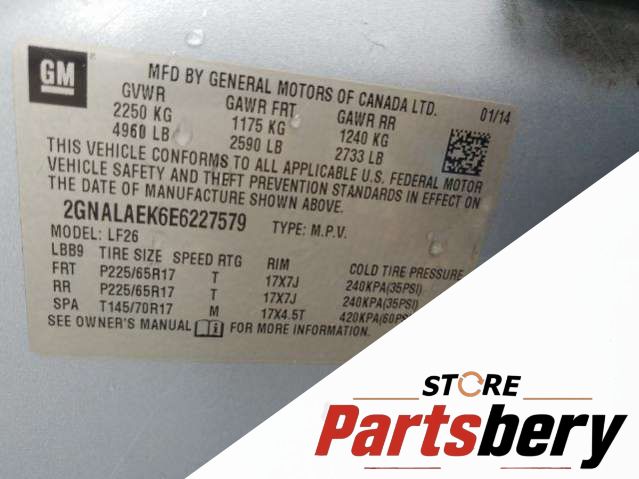 GM
MFD BY GENERAL MOTORS OF CANADA LTD.
GVWR GAWR FRT GAWR RR 01/14
2250 KG 1175 KG 1240 KG
4960 LB 2590 LB 2733 LB
THIS VEHICLE CONFORMS TO ALL APPLICABLE U.S. FEDERAL MOTOR
VEHICLE SAFETY AND THEFT PREVENTION STANDARDS IN EFFECT ON
THE DATE OF MANUFACTURE SHOWN ABOVE.
2GNALAEK6E6227579 TYPE: M.P.V.
MODEL: LF26
LBB9 TIRE SIZE SPEED RTG RIM COLD TIRE PRESSURE
FRT P225/65R17 T 17X7J 240KPA(35PSI)
RR P225/65R17 T 17X7J 240KPA(35PSI)
SPA T145/70R17 M 17X4.5T 420KPA(60PSI
SEE OWNER'S MANUAL FOR MORE INFORMATION.
STORE
Partsbery